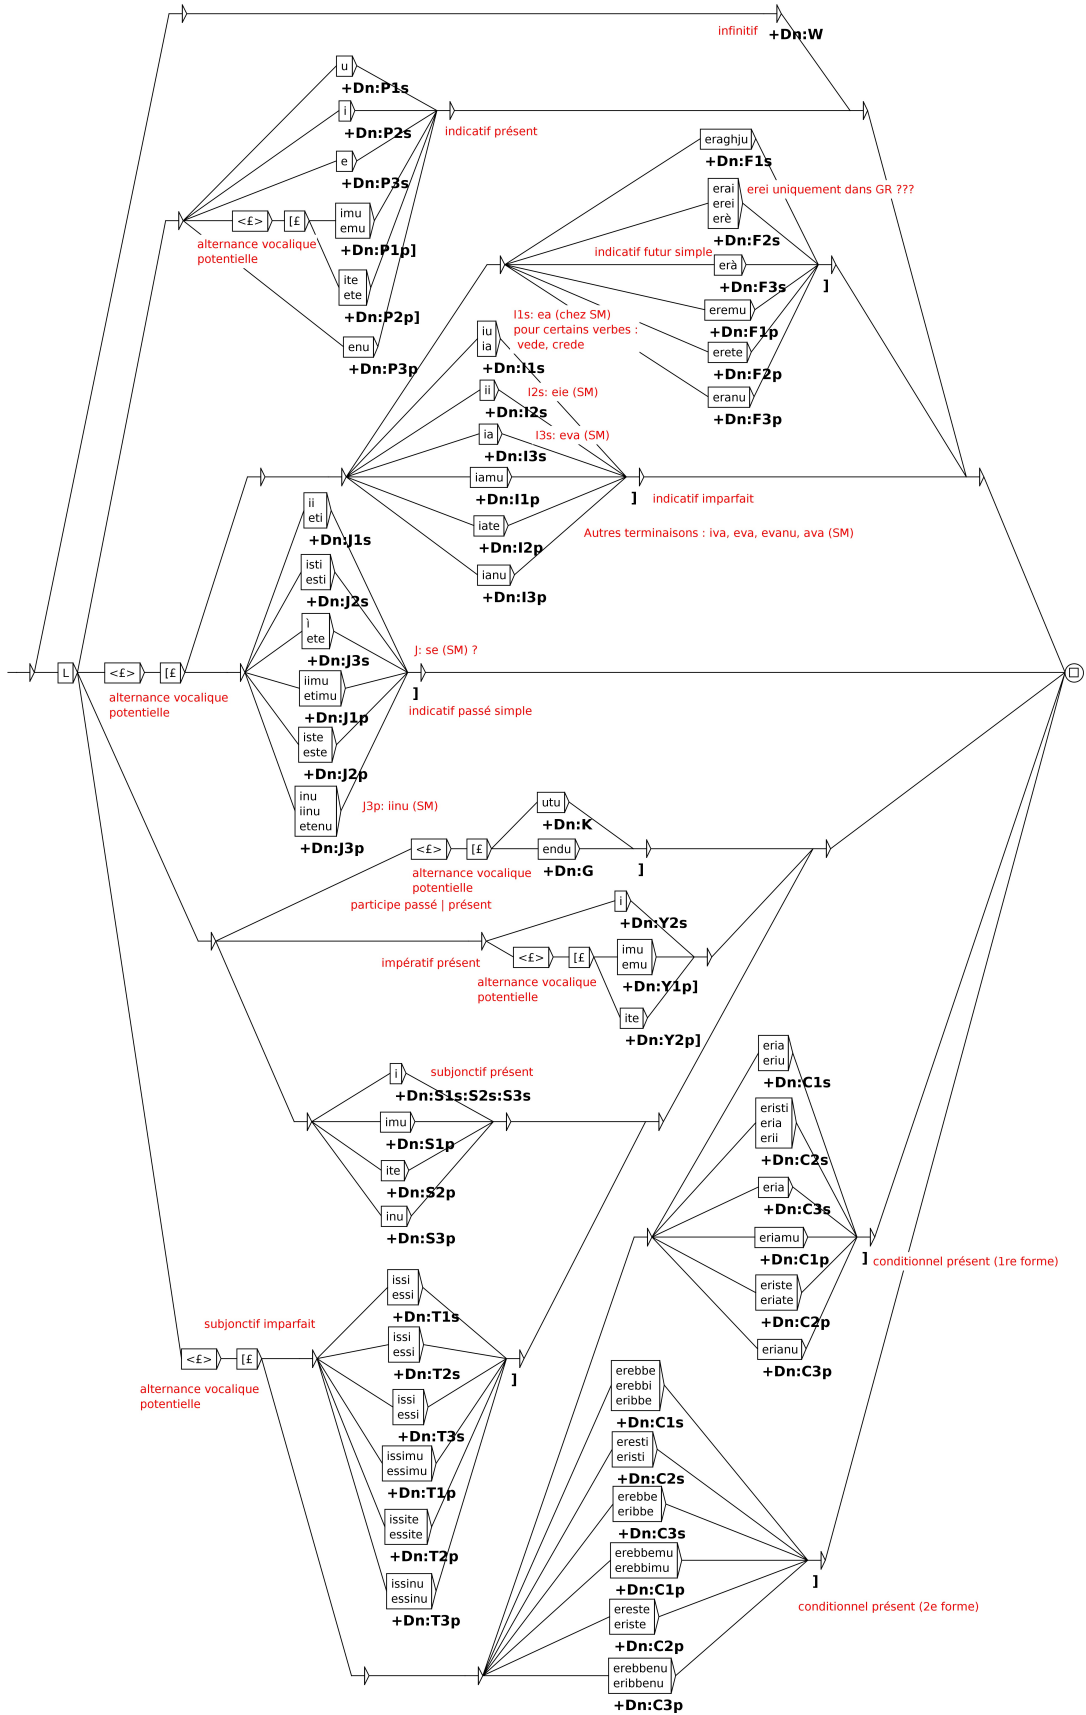 infinitif
+Dn:W
u
+Dn:P1s
i
+Dn:P2s
indicatif présent
e
+Dn:P3s
<£>
[£
imu
emu
+Dn:P1p]
alternance vocalique
potentielle
ite
ete
+Dn:P2p]
enu
+Dn:P3p
eraghju
+Dn:F1s
erai
erei
erè
+Dn:F2s
erei uniquement dans GR ???
indicatif futur simple
erà
+Dn:F3s
]
eremu
+Dn:F1p
erete
+Dn:F2p
eranu
+Dn:F3p
I1s: ea (chez SM)
pour certains verbes :
vede, crede
iu
ia
+Dn:I1s
I2s: eie (SM)
ii
+Dn:I2s
I3s: eva (SM)
ia
+Dn:I3s
iamu
+Dn:I1p
]
indicatif imparfait
iate
+Dn:I2p
Autres terminaisons : iva, eva, evanu, ava (SM)
ianu
+Dn:I3p
ii
eti
+Dn:J1s
isti
esti
+Dn:J2s
ì
ete
+Dn:J3s
J: se (SM) ?
L
<£>
[£
alternance vocalique
potentielle
iimu
etimu
+Dn:J1p
]
indicatif passé simple
iste
este
+Dn:J2p
inu
iinu
etenu
+Dn:J3p
J3p: iinu (SM)
utu
+Dn:K
<£>
[£
endu
+Dn:G
]
alternance vocalique
potentielle
participe passé | présent
i
+Dn:Y2s
impératif présent
<£>
[£
imu
emu
+Dn:Y1p]
alternance vocalique
potentielle
ite
+Dn:Y2p]
i
subjonctif présent
+Dn:S1s:S2s:S3s
imu
+Dn:S1p
ite
+Dn:S2p
inu
+Dn:S3p
eria
eriu
+Dn:C1s
eristi
eria
erii
+Dn:C2s
eria
+Dn:C3s
eriamu
+Dn:C1p
]
conditionnel présent (1re forme)
eriste
eriate
+Dn:C2p
erianu
+Dn:C3p
issi
essi
+Dn:T1s
subjonctif imparfait
issi
essi
+Dn:T2s
<£>
[£
]
alternance vocalique
potentielle
issi
essi
+Dn:T3s
issimu
essimu
+Dn:T1p
issite
essite
+Dn:T2p
issinu
essinu
+Dn:T3p
erebbe
erebbi
eribbe
+Dn:C1s
eresti
eristi
+Dn:C2s
erebbe
eribbe
+Dn:C3s
erebbemu
erebbimu
+Dn:C1p
]
conditionnel présent (2e forme)
ereste
eriste
+Dn:C2p
erebbenu
eribbenu
+Dn:C3p